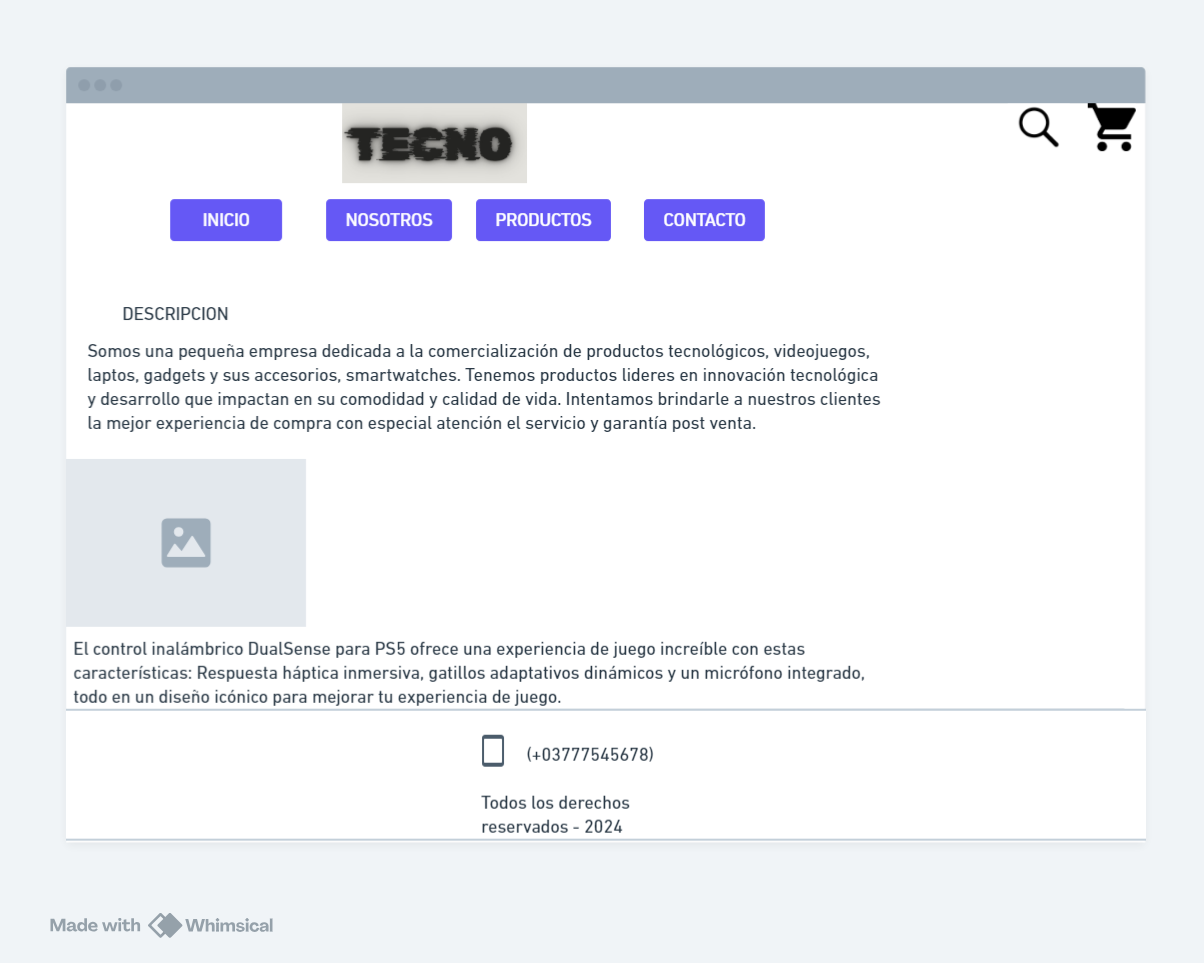 TECNO
INICIO NOSOTROS PRODUCTOS CONTACTO
DESCRIPCION
Somos una pequeña empresa dedicada a la comercialización de productos tecnológicos, videojuegos,
laptos, gadgets y sus accesorios, smartwatches. Tenemos productos lideres en innovación tecnológica
y desarrollo que impactan en su comodidad y calidad de vida. Intentamos brindarle a nuestros clientes
la mejor experiencia de compra con especial atención el servicio y garantía post venta.
El control inalámbrico DualSense para PS5 ofrece una experiencia de juego increíble con estas
características: Respuesta háptica inmersiva, gatillos adaptativos dinámicos y un micrófono integrado,
todo en un diseño icónico para mejorar tu experiencia de juego.
(+03777545678)
Todos los derechos
reservados - 2024
Made with Whimsical